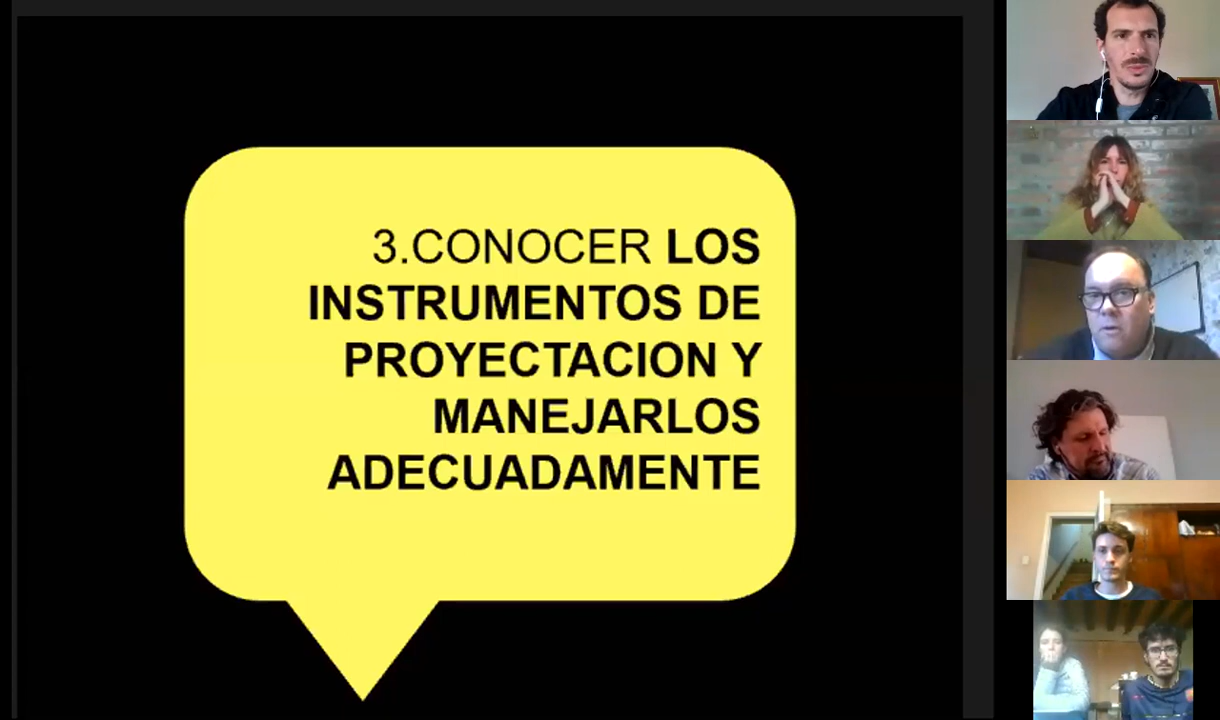 3.CONOCER LOS
INSTRUMENTOS DE
PROYECTACION Y
MANEJARLOS
ADECUADAMENTE